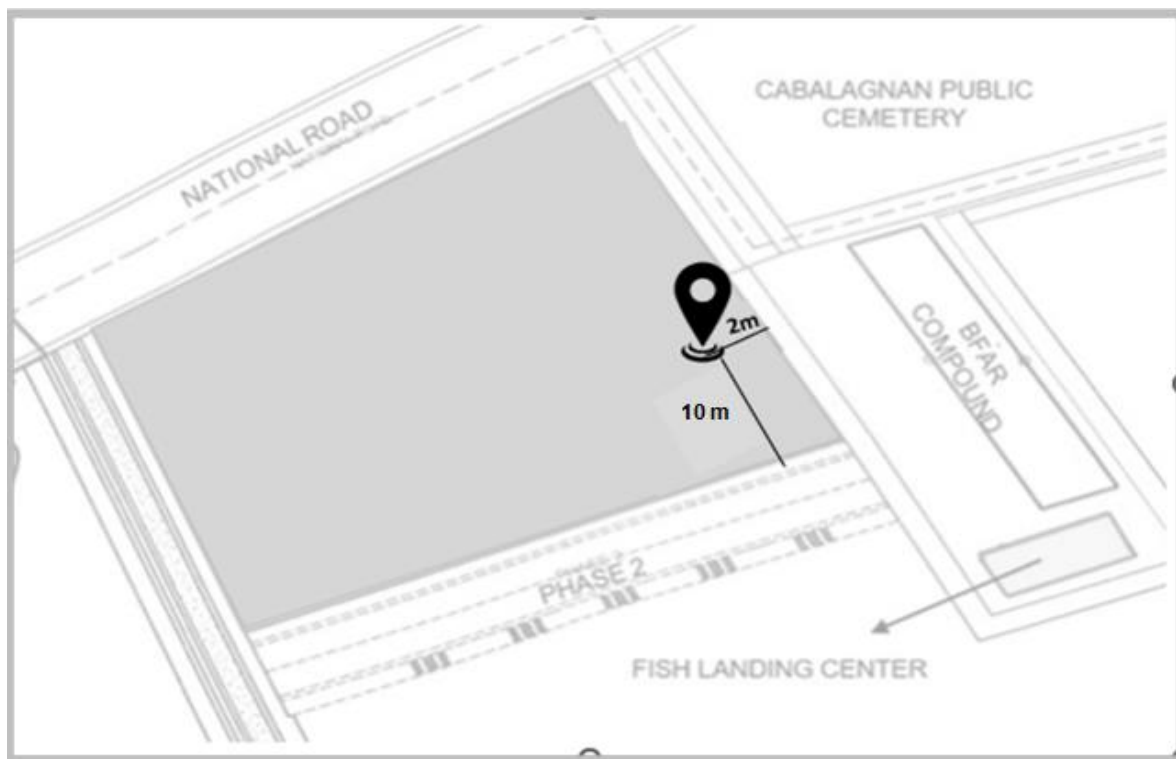 NATIONAL ROAD
CABALAGNAN PUBLIC
CEMETERY
2m
10 m
BFAR
COMPOUND
PHASE 2
FISH LANDING CENTER